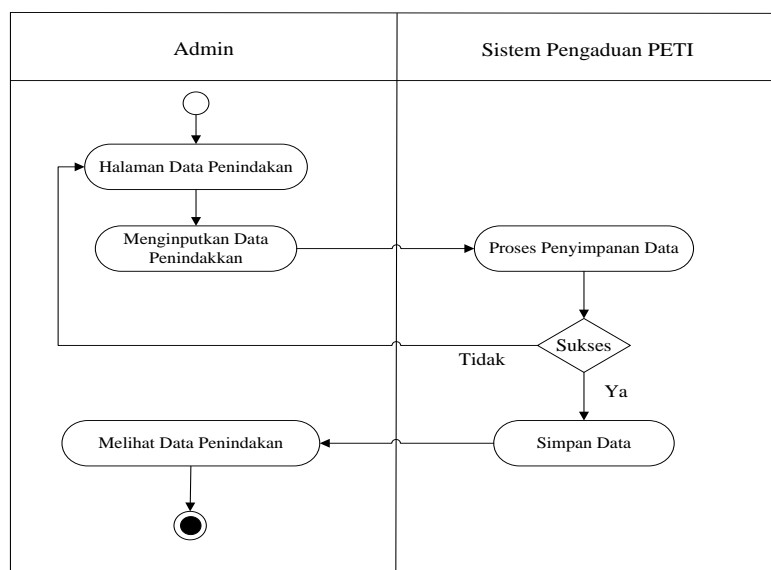 Admin
Sistem Pengaduan PETI
Halaman Data Penindakan
Menginputkan Data
Penindakkan
Proses Penyimpanan Data
Sukses
Tidak
Ya
Melihat Data Penindakan
Simpan Data